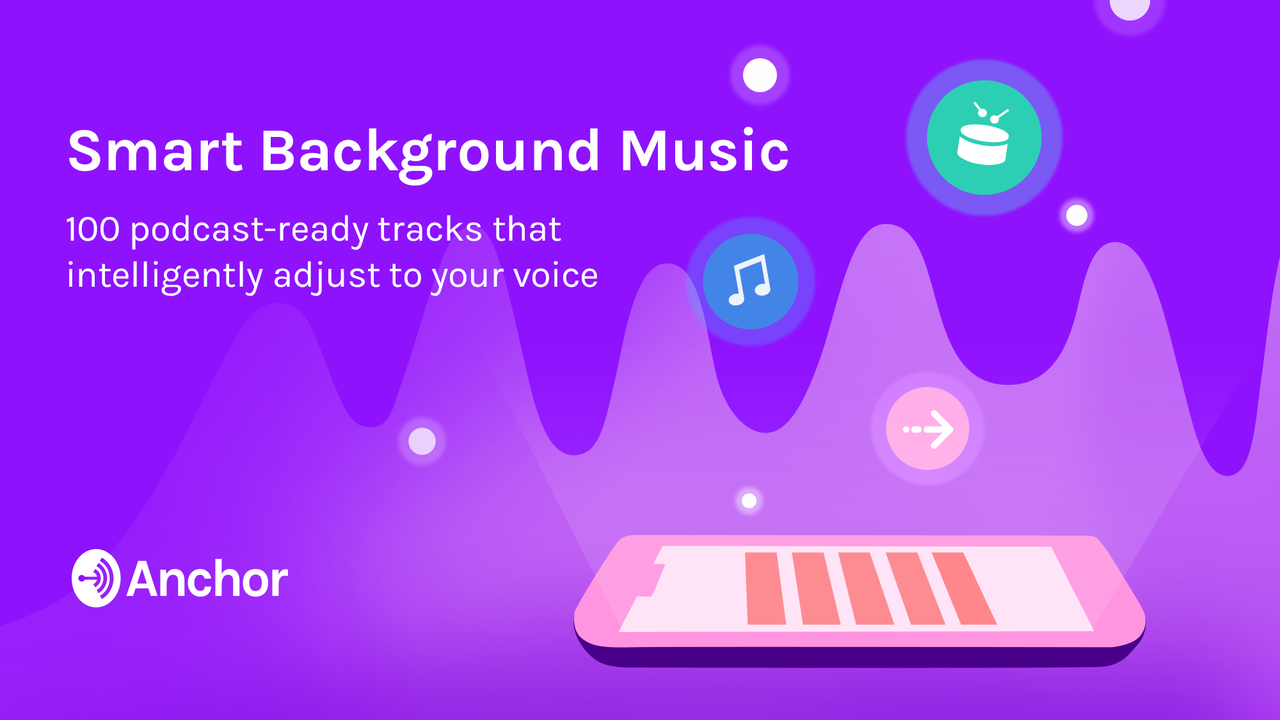 Smart Background Music
100 podcast-ready tracks that
intelligently adjust to your voice
Anchor